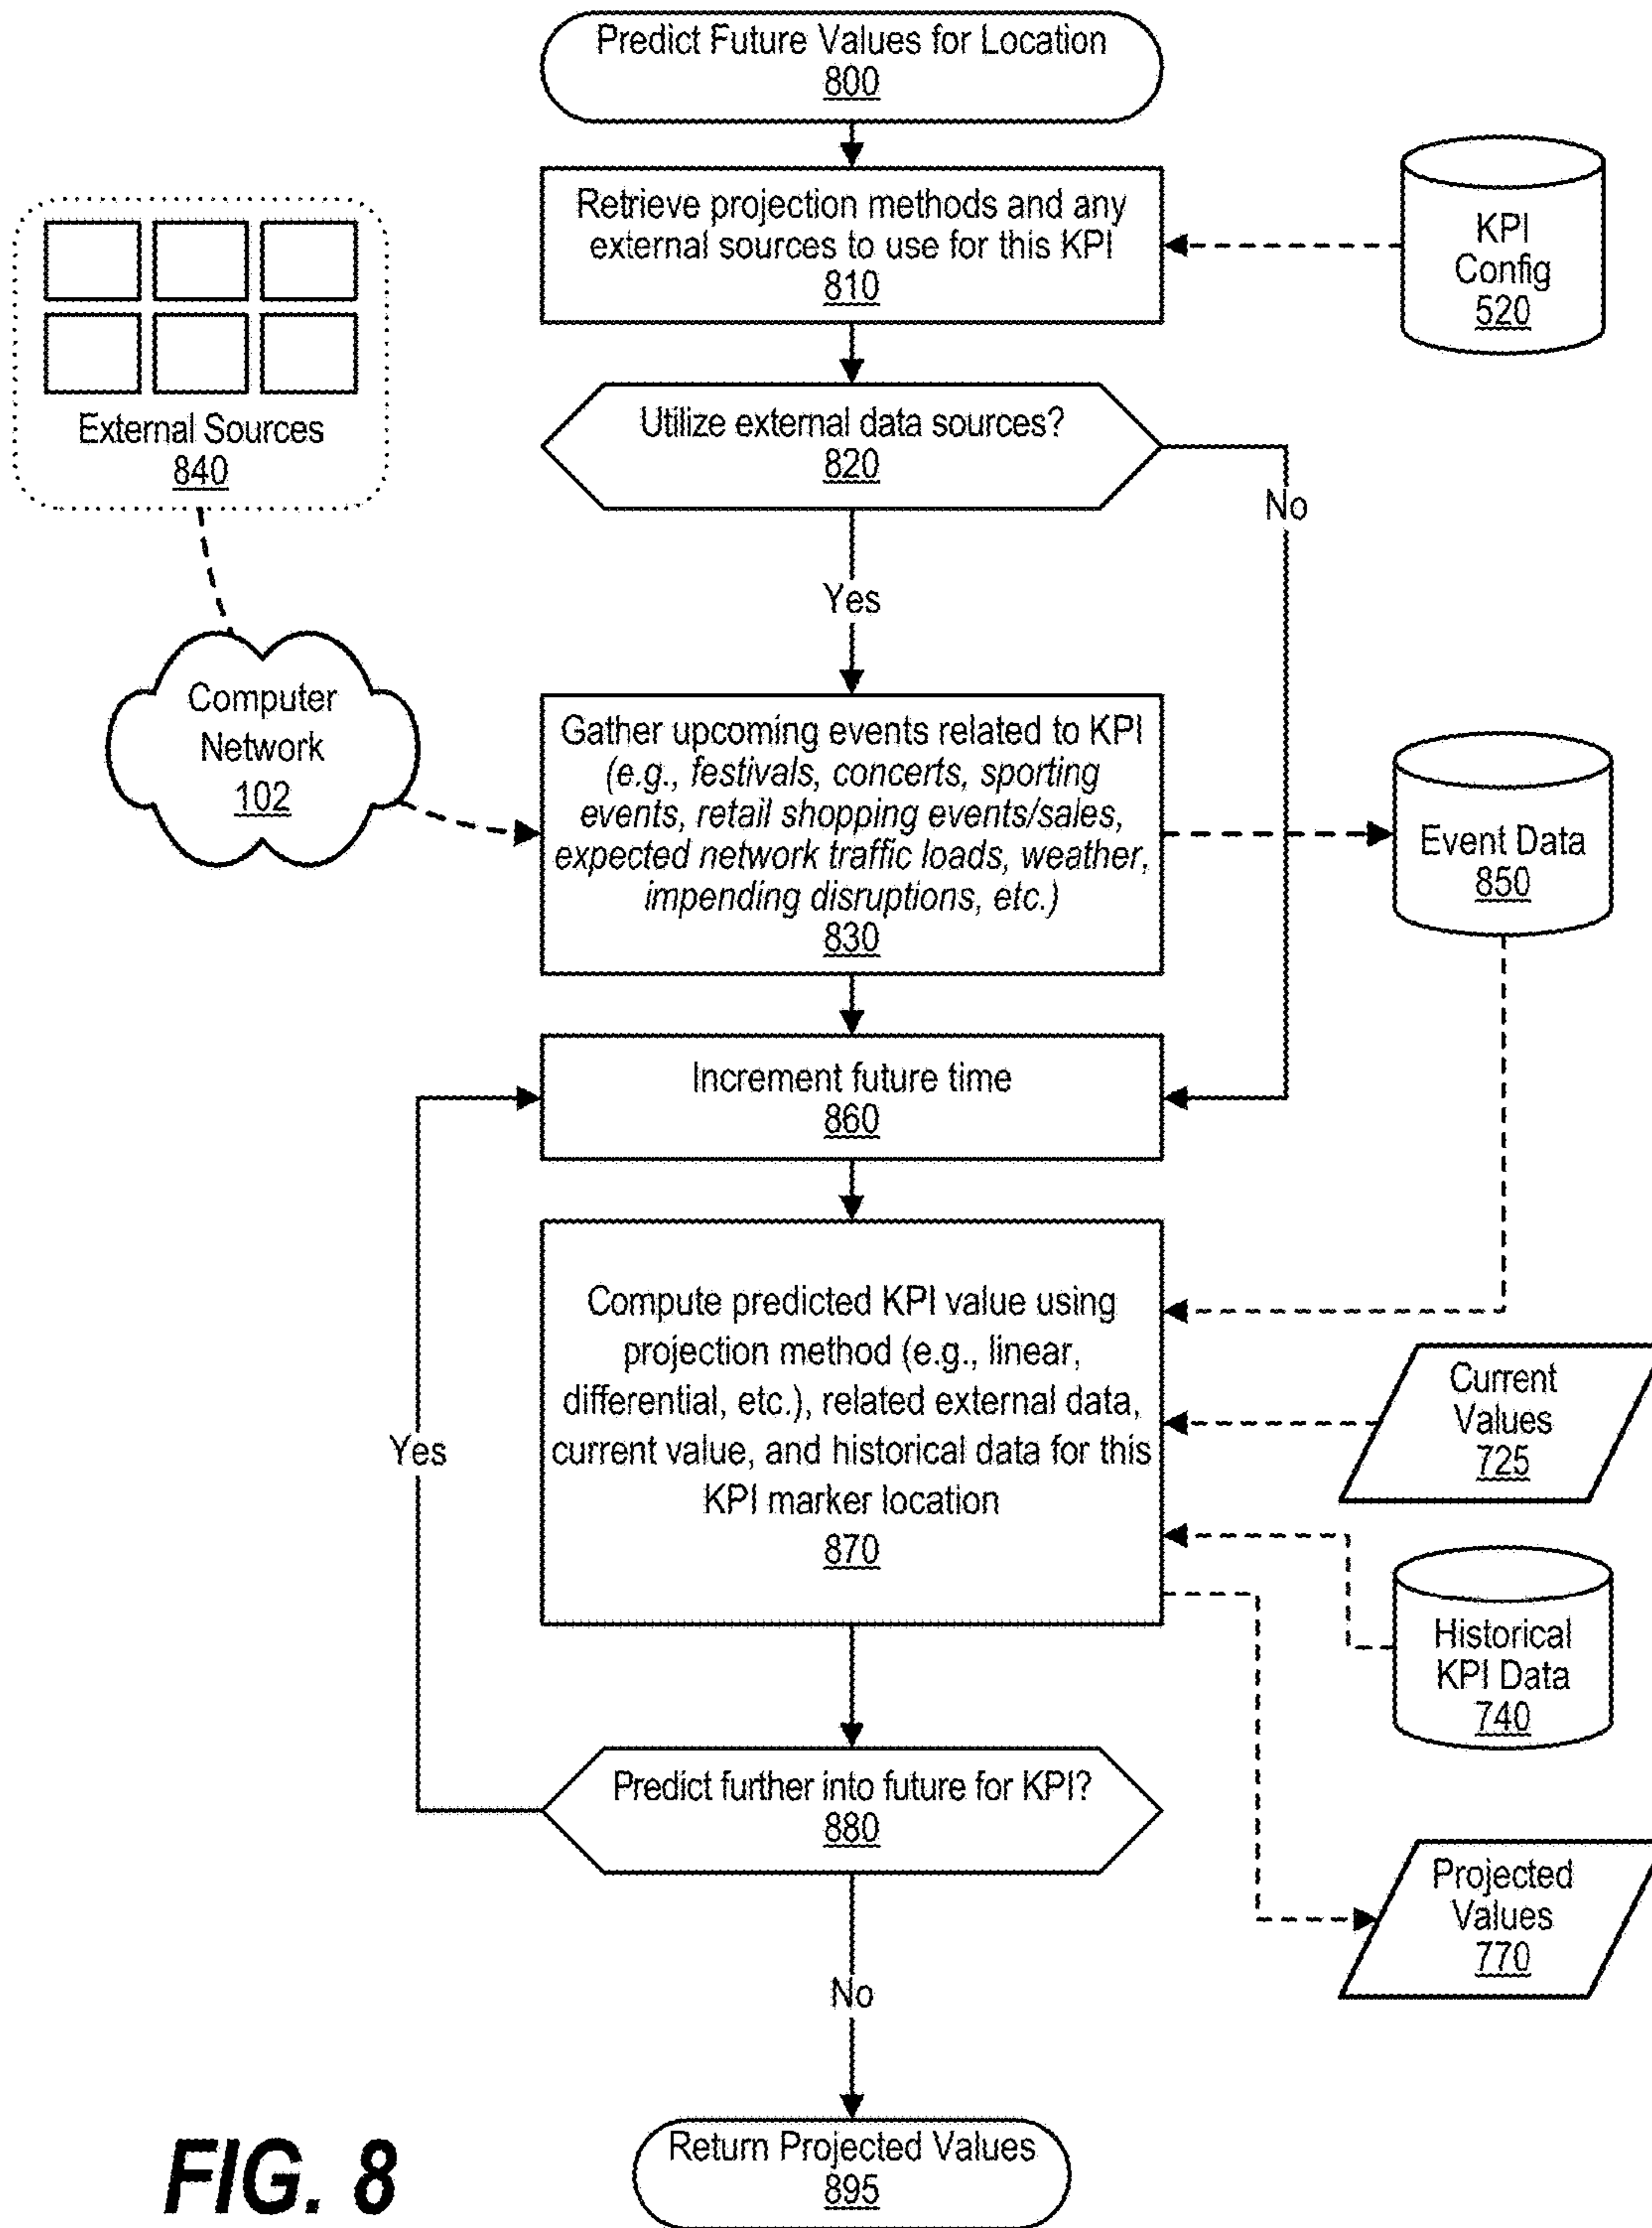 Predict Future Values for Location
800
Retrieve projection methods and any
external sources to use for this KPI
810
KPI
Config
520
External Sources
840
Utilize external data sources?
820
No
Yes
Computer
Network
102
Gather upcoming events related to KPI
(e.g., festivals, concerts, sporting
events, retail shopping events/sales,
expected network traffic loads, weather,
impending disruptions, etc.)
830
Event Data
850
Increment future time
860
Compute predicted KPI value using
projection method (e.g., linear,
differential, etc.), related external data,
current value, and historical data for this
KPI marker location
870
Yes
Current
Values
725
Historical
KPI Data
740
Predict further into future for KPI?
880
Projected
Values
770
No
Return Projected Values
895
FIG. 8